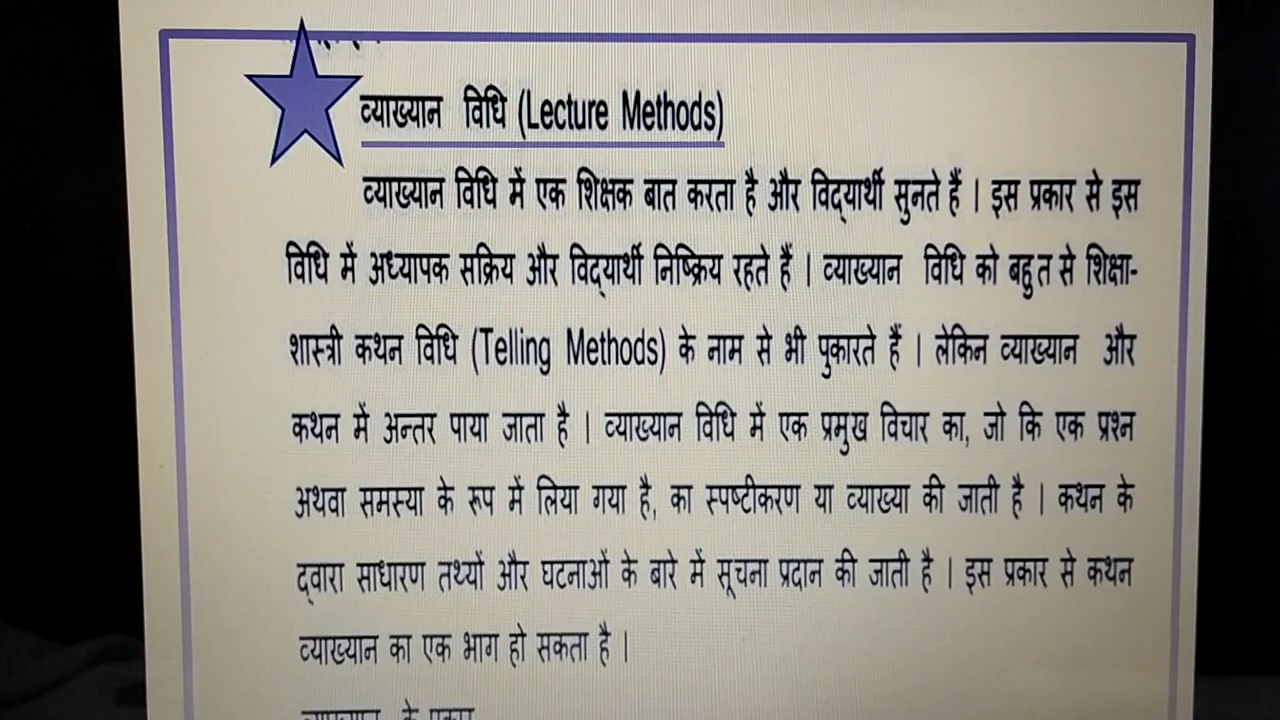 व्याख्यान विधि (Lecture Methods)
व्याख्यान विधि में एक शिक्षक बात करता है और विद्यार्थी सुनते हैं । इस प्रकार से इस
विधि में अध्यापक सक्रिय और विद्यार्थी निष्क्रिय रहते हैं । व्याख्यान विधि को बहुत से शिक्षा-
शास्त्री कथन विधि (Telling Methods) के नाम से भी पुकारते हैं । लेकिन व्याख्यान और
कथन में अन्तर पाया जाता है । व्याख्यान विधि में एक प्रमुख विचार का, जो कि एक प्रश्न
अथवा समस्या के रूप में लिया गया है, का स्पष्टीकरण या व्याख्या की जाती है । कथन के
द्वारा साधारण तथ्यों और घटनाओं के बारे में सूचना प्रदान की जाती है । इस प्रकार से कथन
व्याख्यान का एक भाग हो सकता है ।